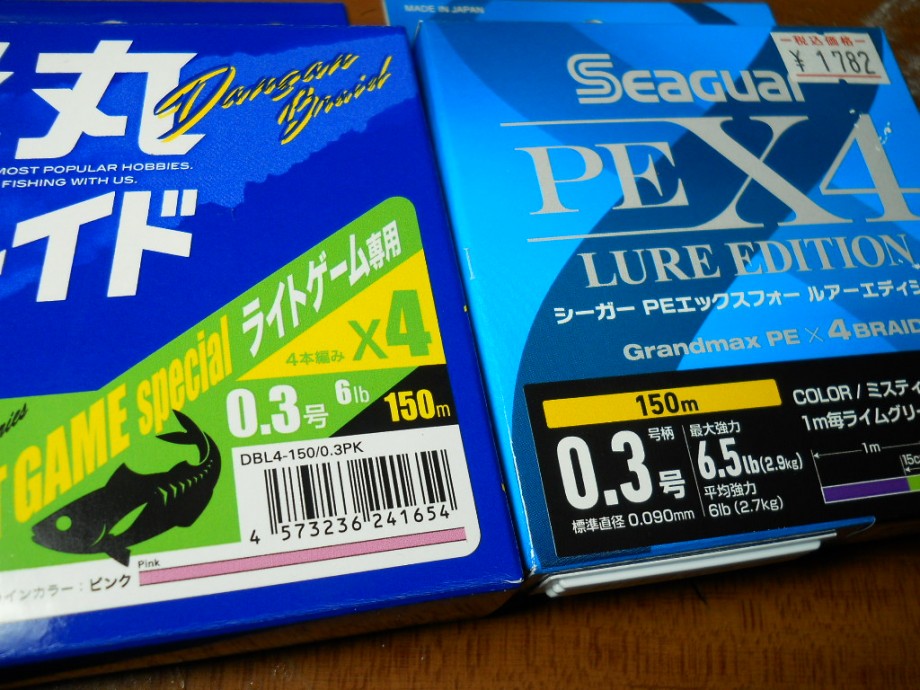 丸
Dangan
Braid
MOST POPULAR HOBBIES.
FISHING WITH US.
イド
ライトゲーム専用
GAME special
4本編み X4
0.3号 6lb 150m
DBL4-150/0.3PK
4 573236 241654
Pink
インカラー：ピンク
MADE IN JAPAN
税込価格
¥1782
SEAGUAR
PE X4
LURE EDITION
シーガー PEエックスフォー ルアーエディシ
Grandmax PE × 4 BRAID
150m
0.3号
号柄
標準直径 0.090mm
最大強力
6.5lb(2.9kg)
平均強力
6lb(2.7kg)
COLOR/ミステイ
1m毎ライムグリ
1m
15c